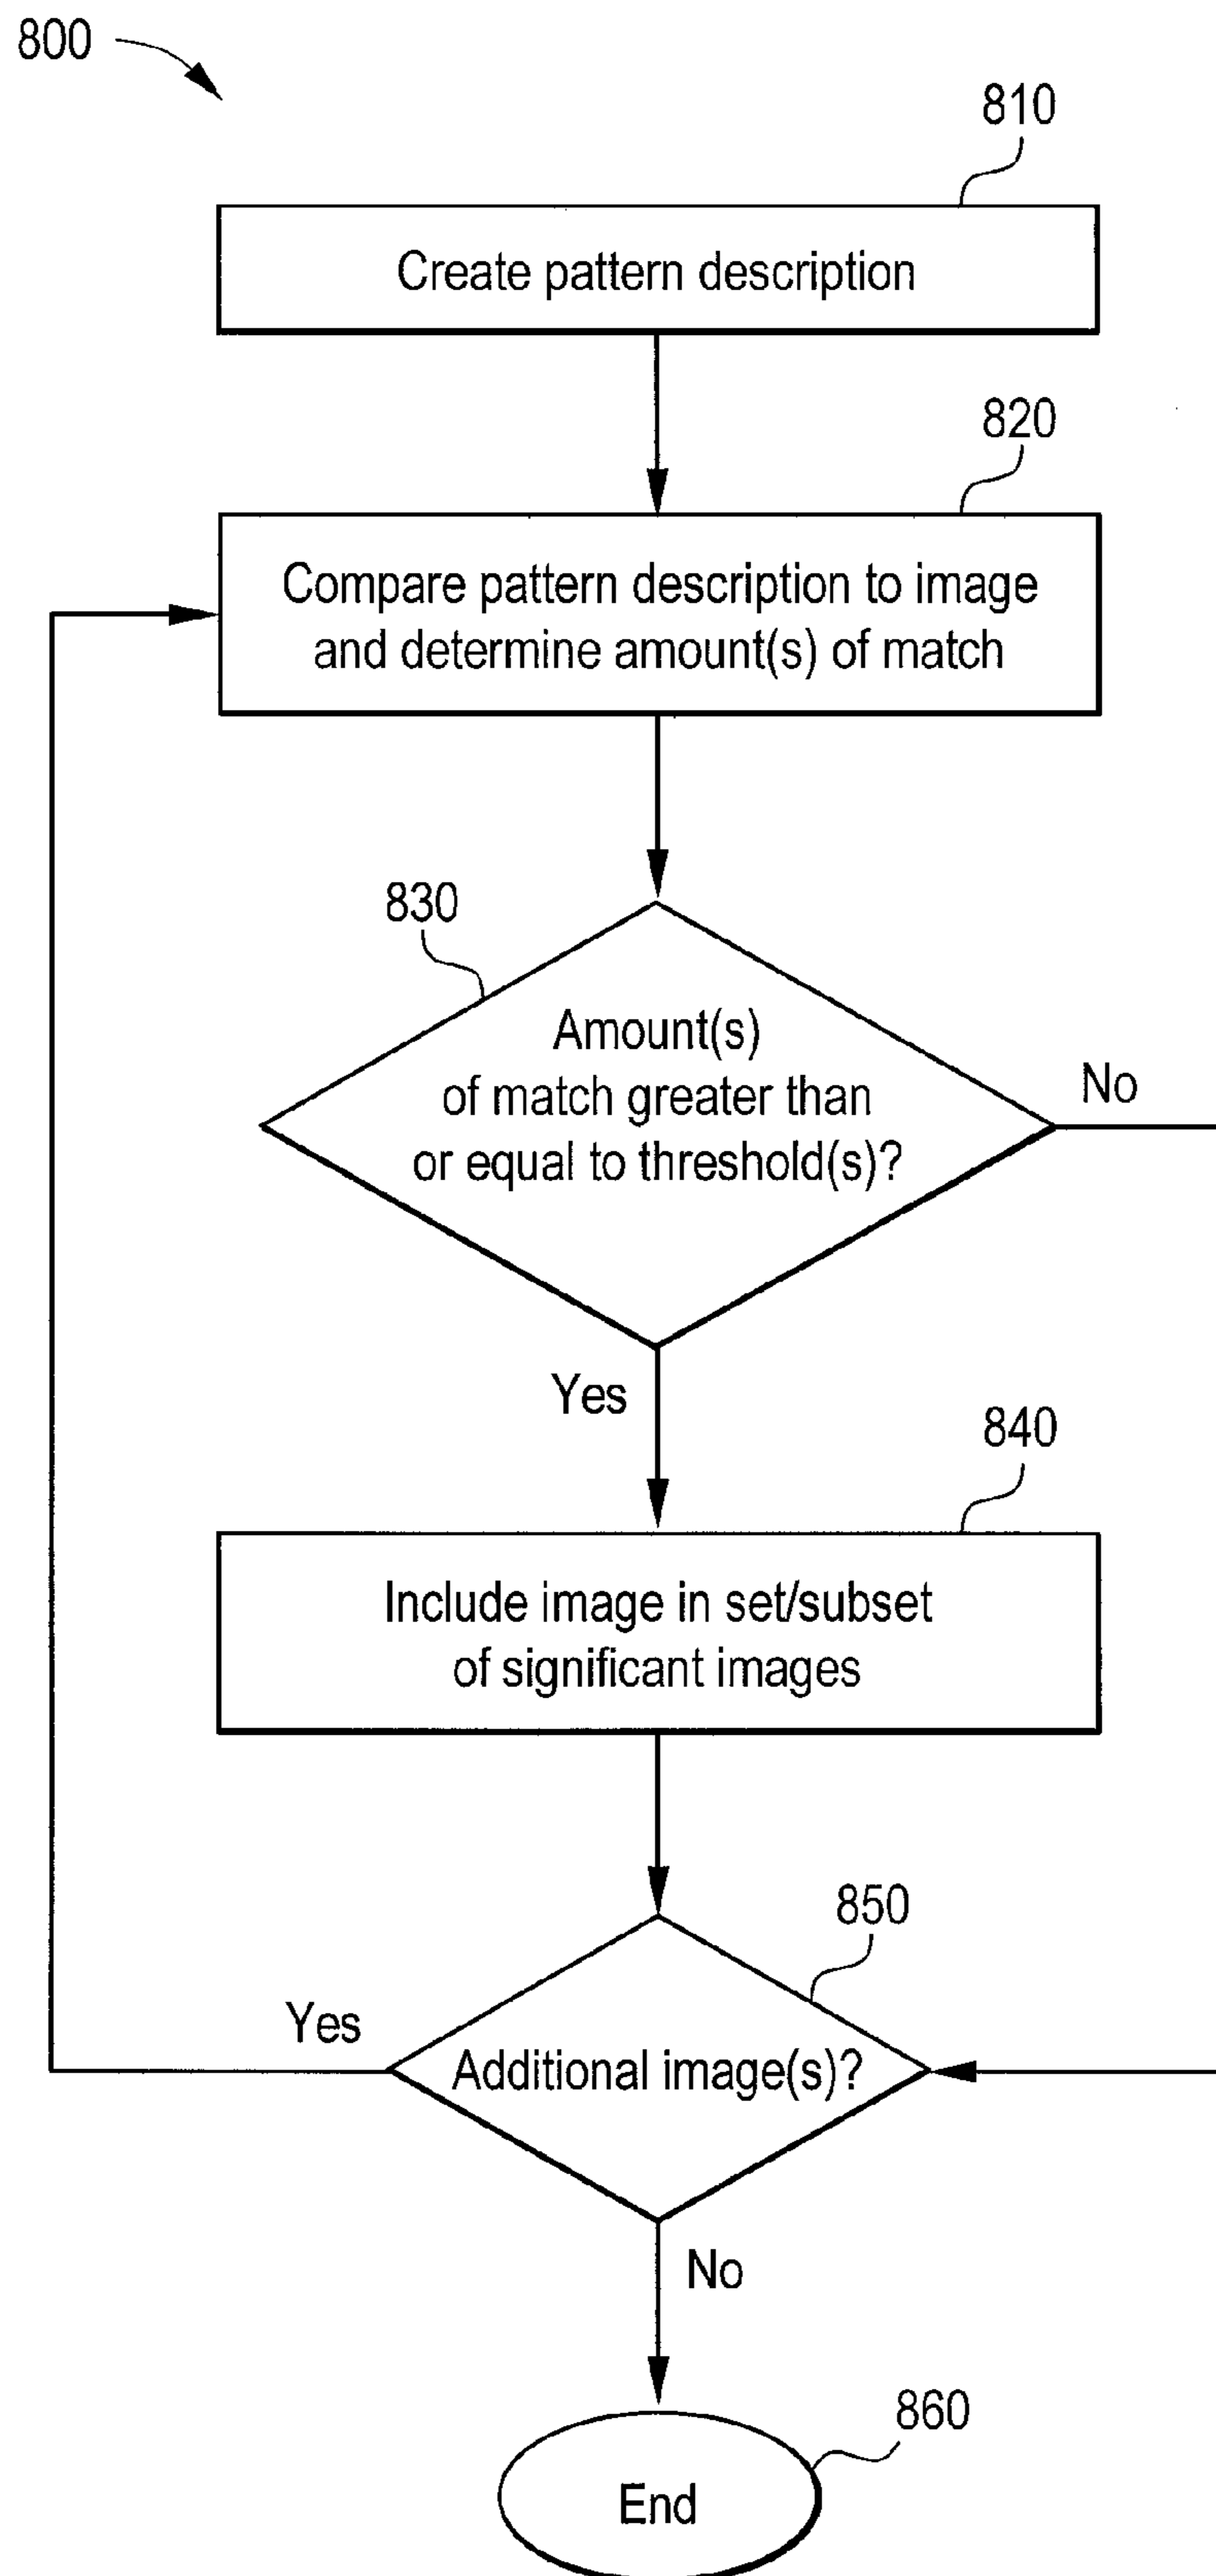 800
810
Create pattern description
820
Compare pattern description to image
and determine amount(s) of match
830
Amount(s)
of match greater than
or equal to threshold(s)?
No
Yes
840
Include image in set/subset
of significant images
850
Yes
Additional image(s)?
No
860
End